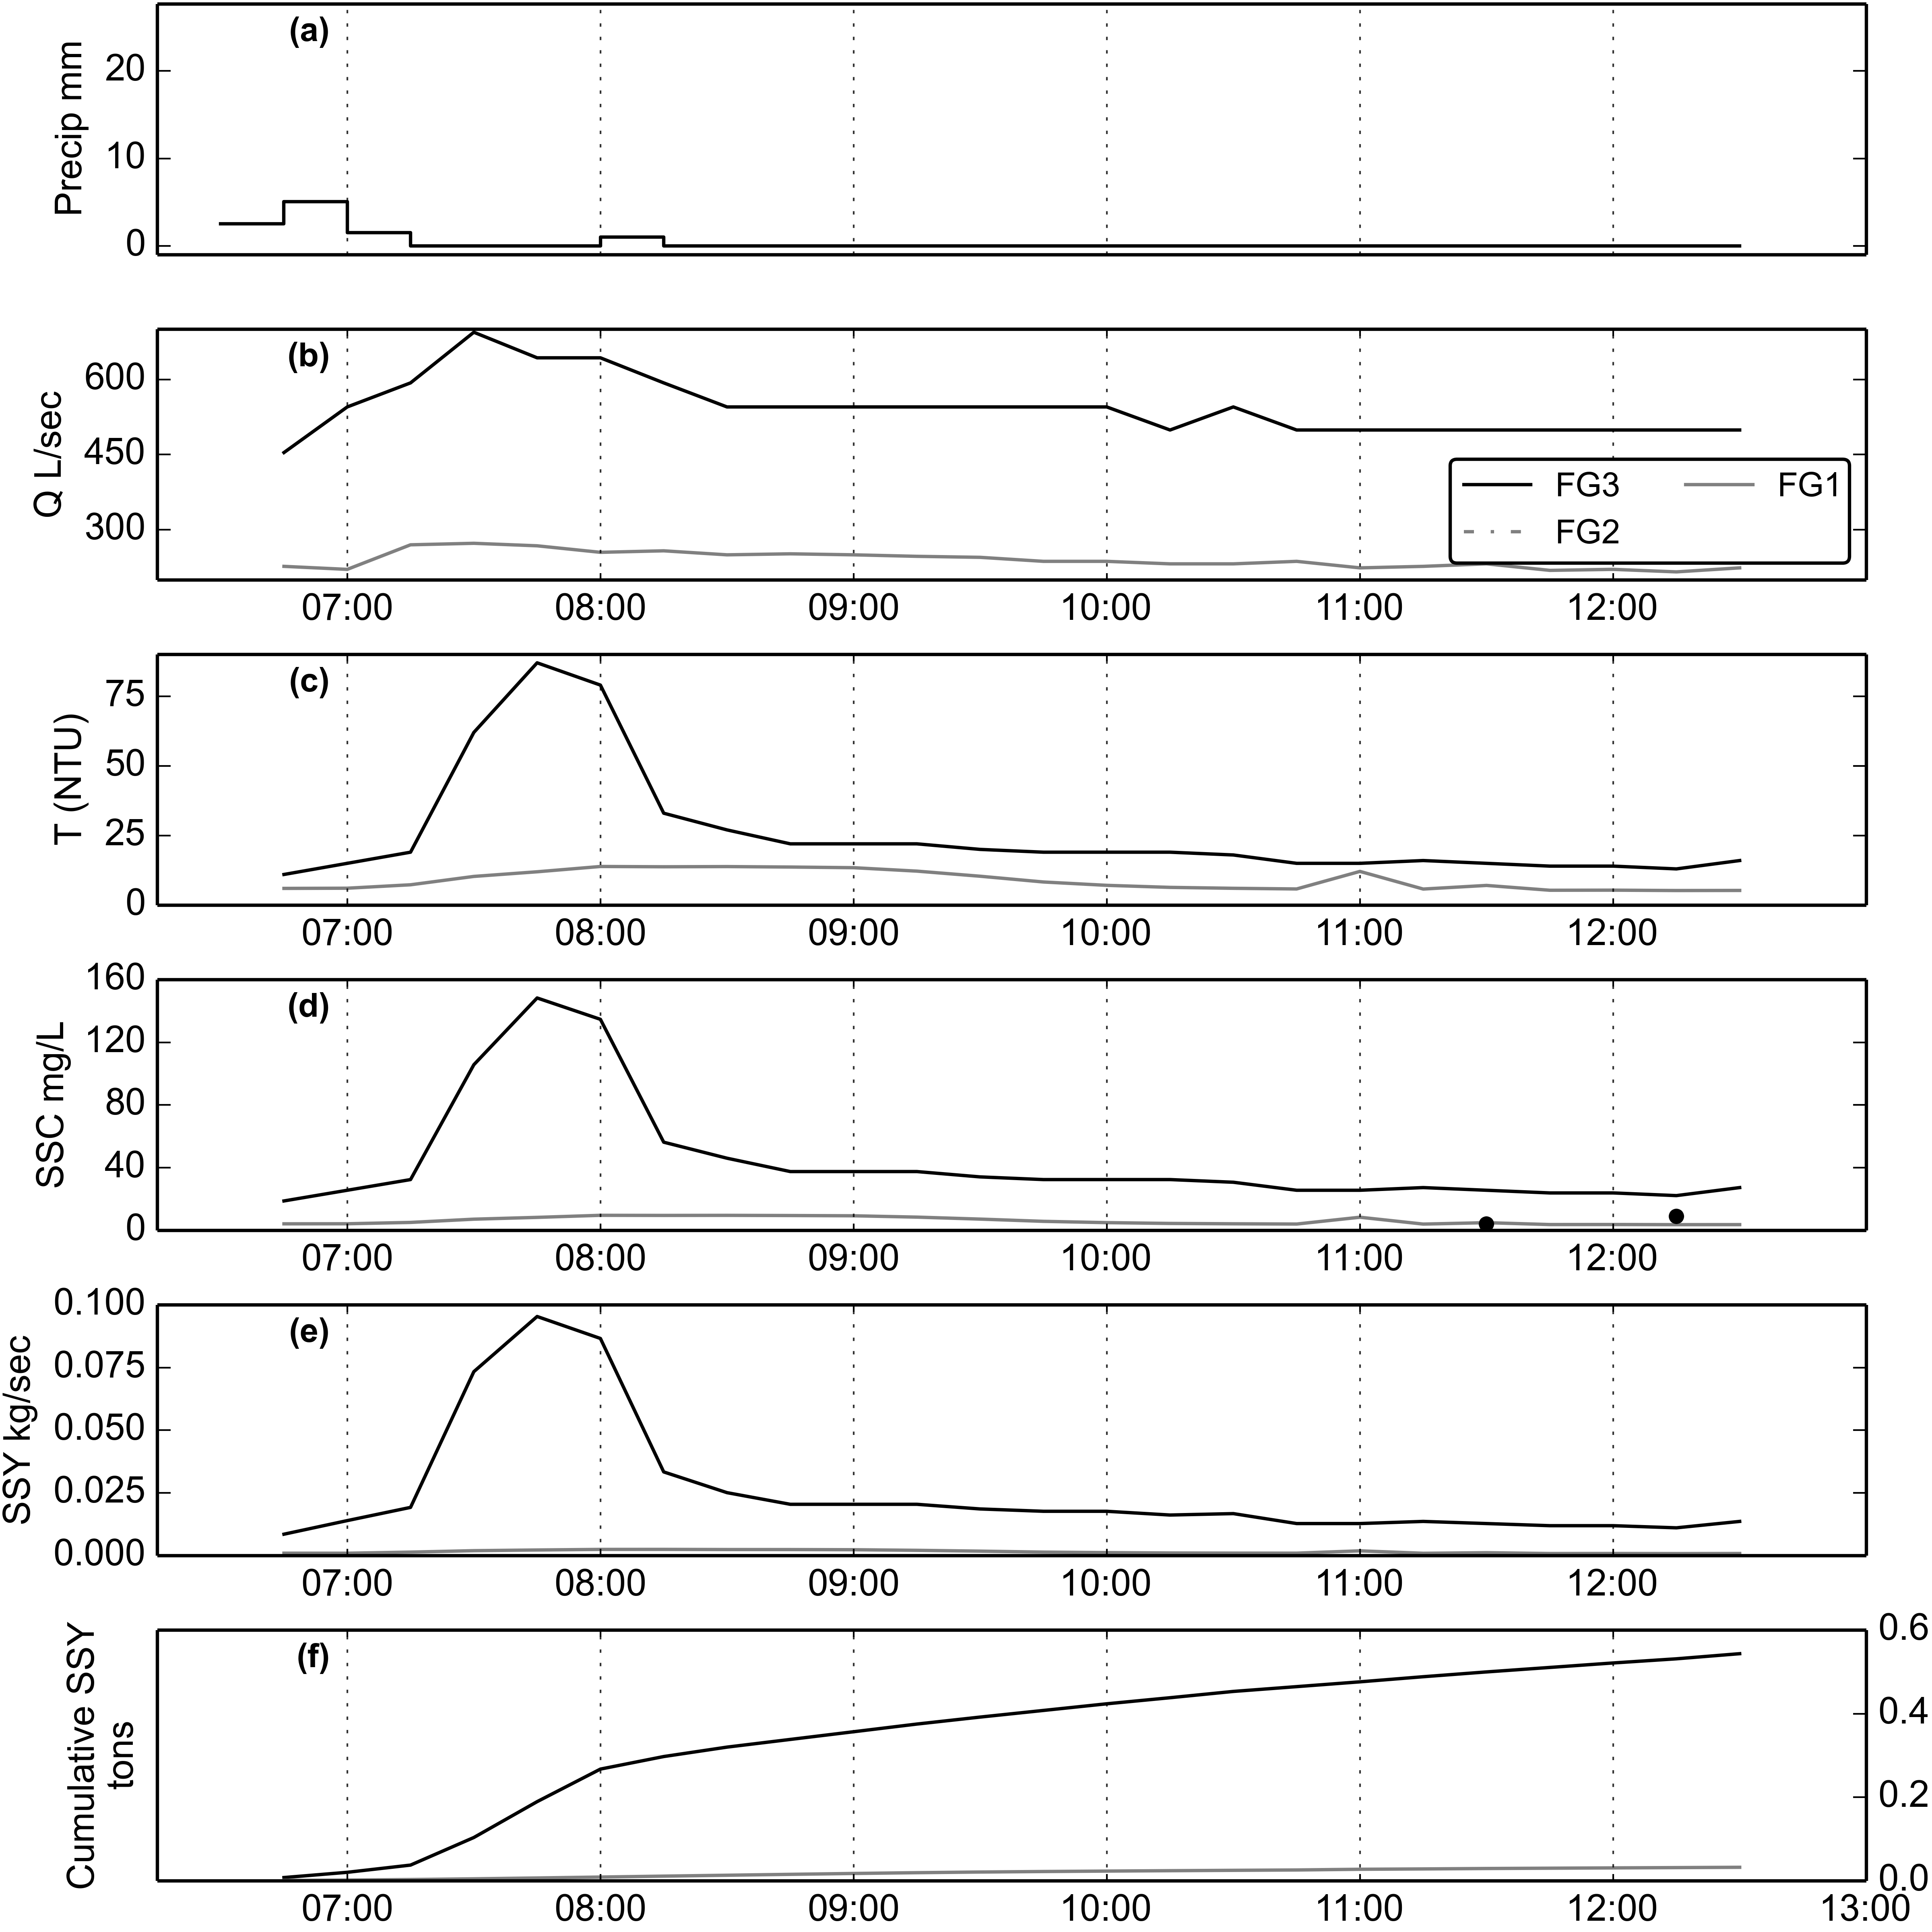 (a)
Precip mm
20
10
0
(b)
Q L/sec
600
450
300
FG3 FG1
FG2
07:00 08:00 09:00 10:00 11:00 12:00
(c)
T (NTU)
75
50
25
0
07:00 08:00 09:00 10:00 11:00 12:00
(d)
SSC mg/L
160
120
80
40
0
07:00 08:00 09:00 10:00 11:00 12:00
(e)
SSY kg/sec
0.100
0.075
0.050
0.025
0.000
07:00 08:00 09:00 10:00 11:00 12:00
(f)
Cumulative SSY
tons
0.6
0.4
0.2
0.0
07:00 08:00 09:00 10:00 11:00 12:00 13:00